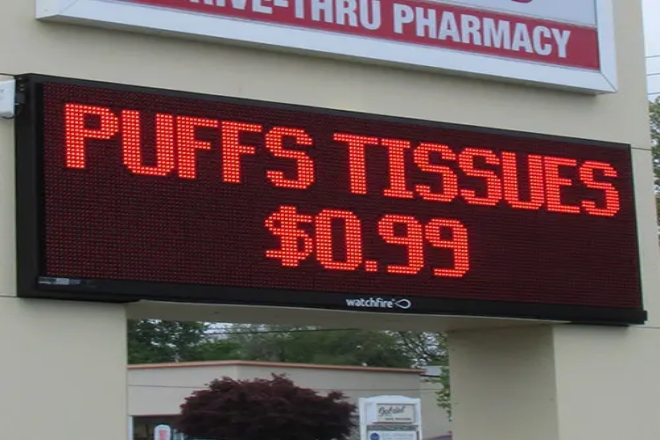 DRIVE-THRU PHARMACY
PUFFS TISSUES
$0.99
watchfire